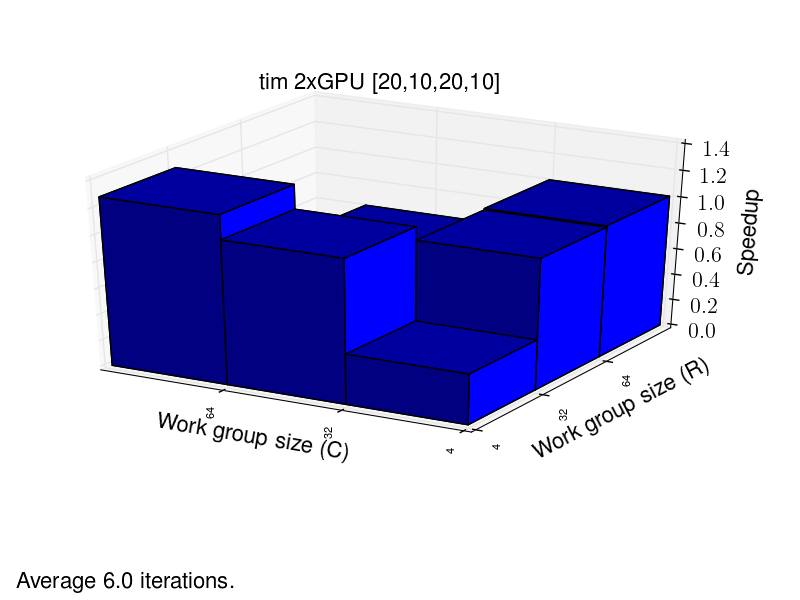 tim 2xGPU [20,10,20,10]
1.4
1.2
1.0
0.8
0.6
0.4
0.2
0.0
Speedup
64
32
4
Work group size (C)
4
32
64
Work group size (R)
Average 6.0 iterations.